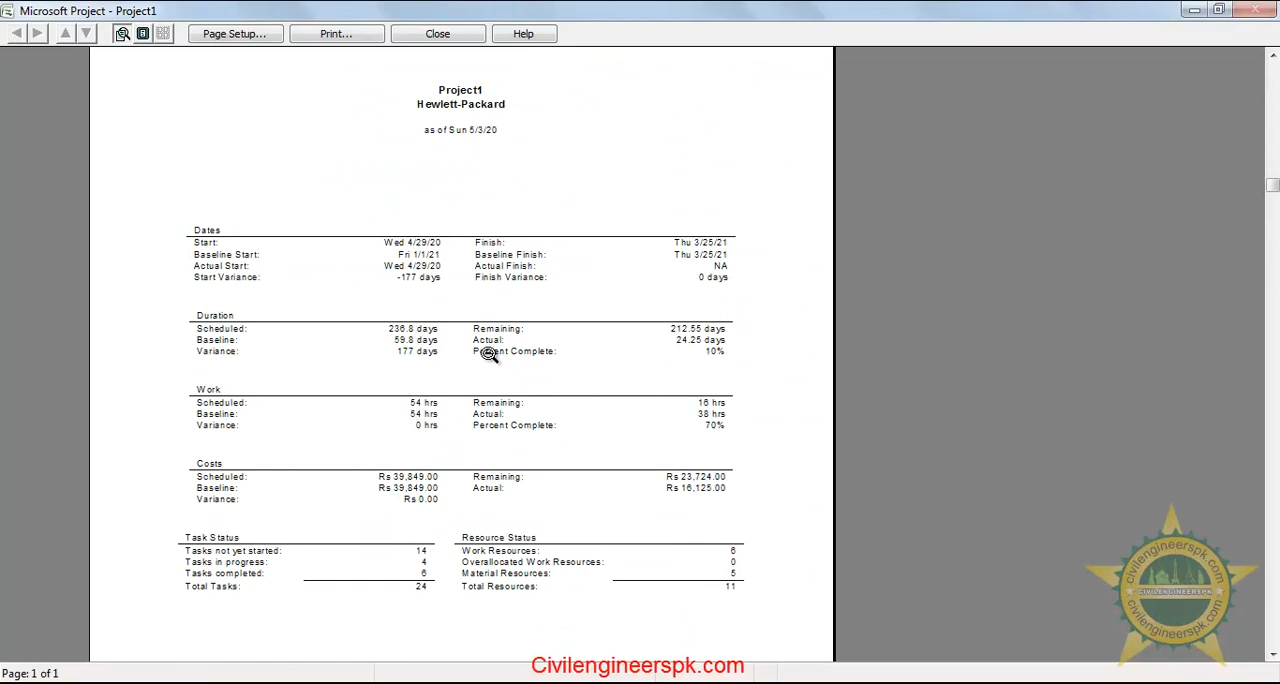 Microsoft Project - Project1
Page Setup... Print... Close Help
Project1
Hewlett-Packard
as of Sun 5/3/20
Dates
Start: Wed 4/29/20 Finish: Thu 3/25/21
Baseline Start: Fri 1/1/21 Baseline Finish: Thu 3/25/21
Actual Start: Wed 4/29/20 Actual Finish: NA
Start Variance: -177 days Finish Variance: 0 days
Duration
Scheduled: 236.8 days Remaining: 212.55 days
Baseline: 59.8 days Actual: 24.25 days
Variance: 177 days Percent Complete: 10%
Work
Scheduled: 54 hrs Remaining: 16 hrs
Baseline: 54 hrs Actual: 38 hrs
Variance: 0 hrs Percent Complete: 70%
Costs
Scheduled: Rs 39,849.00 Remaining: Rs 23,724.00
Baseline: Rs 39,849.00 Actual: Rs 16,125.00
Variance: Rs 0.00
Task Status Resource Status
Tasks not yet started: 14 Work Resources: 6
Tasks in progress: 4 Overallocated Work Resources: 0
Tasks completed: 6 Material Resources: 5
Total Tasks: 24 Total Resources: 11
civilengineerspk.com
CIVILENGINEERSPK
civilengineerspk.com
Civilengineerspk.com
Page: 1 of 1